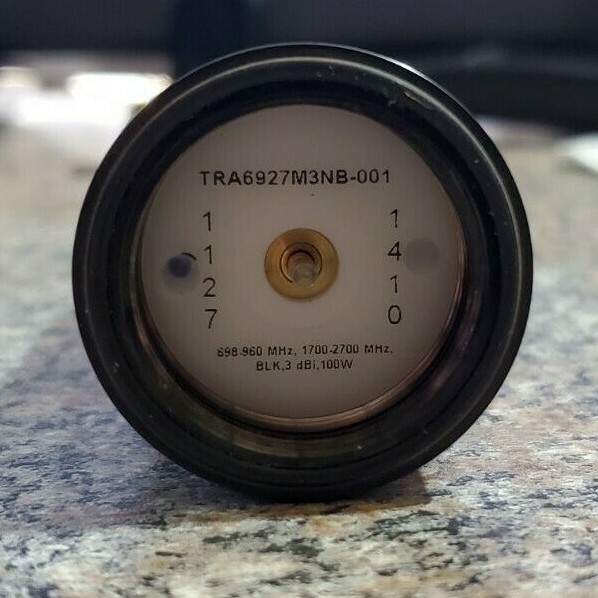 TRA6927M3NB-001
1 1
1 4
2 1
7 0
698-960 MHz, 1700-2700 MHz,
BLK,3 dBi,100W